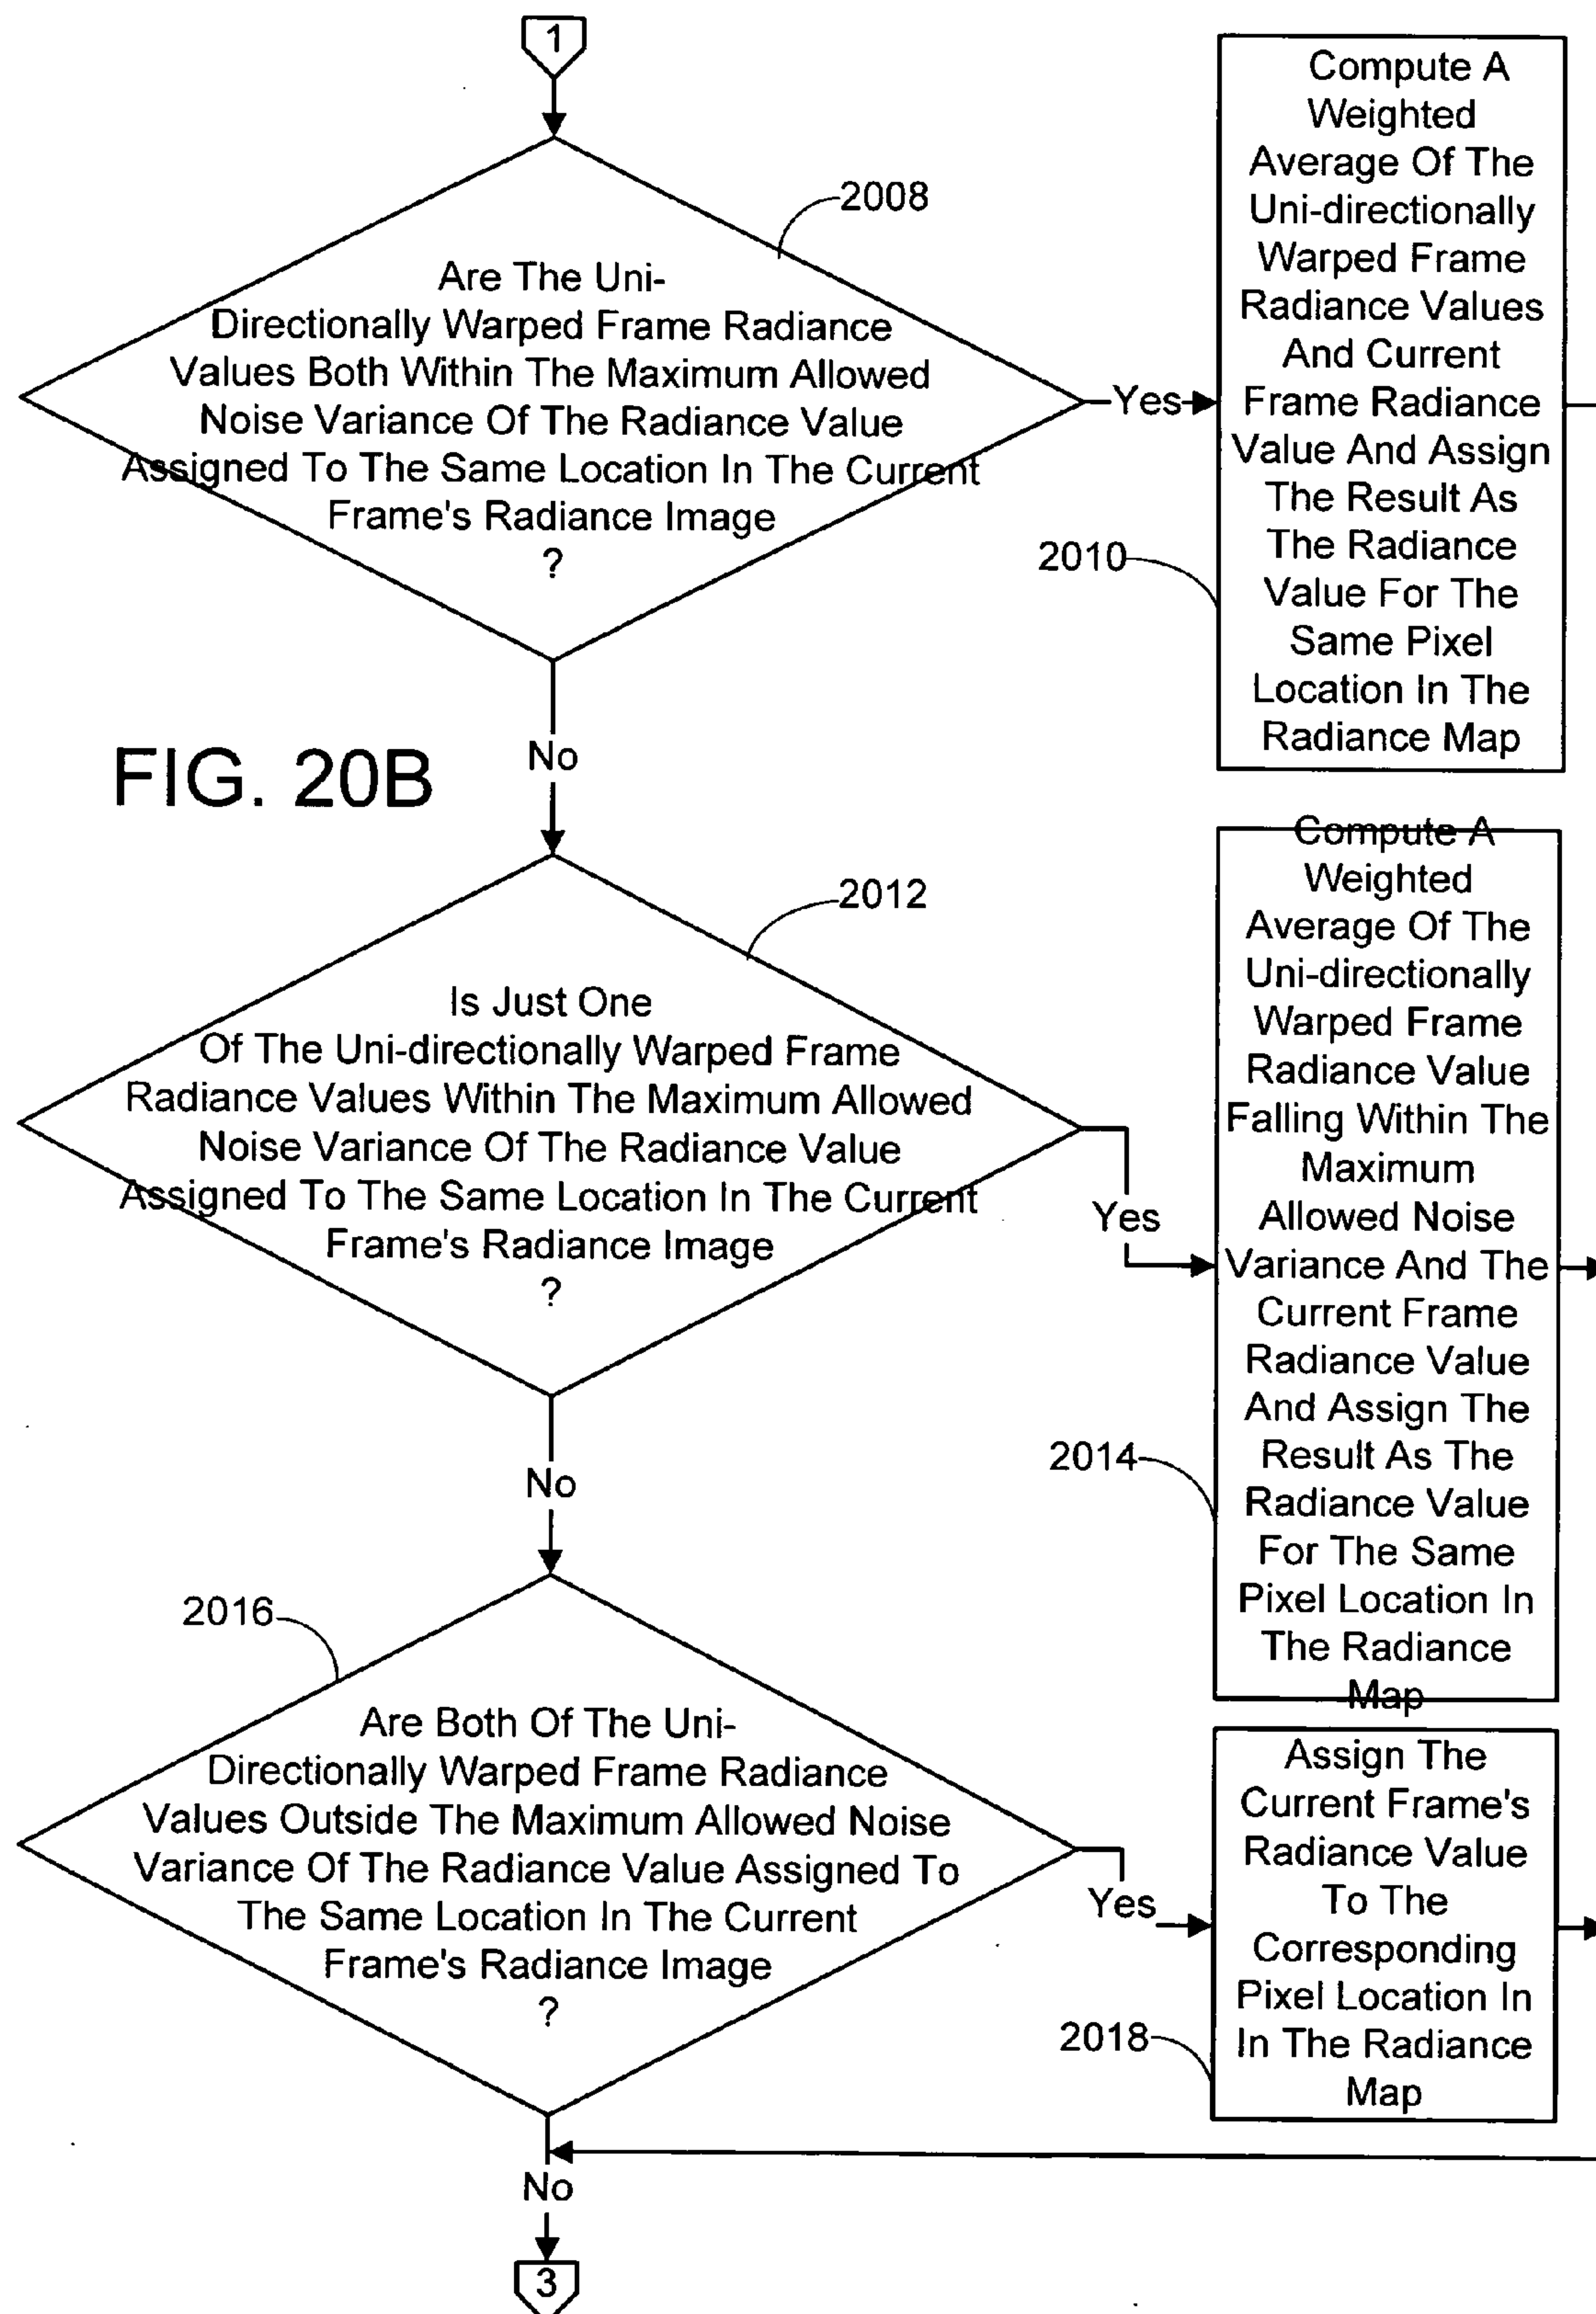 1
2008
Are The Uni-
Directionally Warped Frame Radiance
Values Both Within The Maximum Allowed
Noise Variance Of The Radiance Value
Assigned To The Same Location In The Current
Frame's Radiance Image
?
Yes
Compute A
Weighted
Average Of The
Uni-directionally
Warped Frame
Radiance Values
And Current
Frame Radiance
Value And Assign
The Result As
The Radiance
Value For The
Same Pixel
Location In The
Radiance Map
2010
No
FIG. 20B
2012
Is Just One
Of The Uni-directionally Warped Frame
Radiance Values Within The Maximum Allowed
Noise Variance Of The Radiance Value
Assigned To The Same Location In The Current
Frame's Radiance Image
?
Yes
Compute A
Weighted
Average Of The
Uni-directionally
Warped Frame
Radiance Value
Falling Within The
Maximum
Allowed Noise
Variance And The
Current Frame
Radiance Value
And Assign The
Result As The
Radiance Value
For The Same
Pixel Location In
The Radiance
Map
2014
No
2016
Are Both Of The Uni-
Directionally Warped Frame Radiance
Values Outside The Maximum Allowed Noise
Variance Of The Radiance Value Assigned To
The Same Location In The Current
Frame's Radiance Image
?
Yes
Assign The
Current Frame's
Radiance Value
To The
Corresponding
Pixel Location In
In The Radiance
Map
2018
No
3